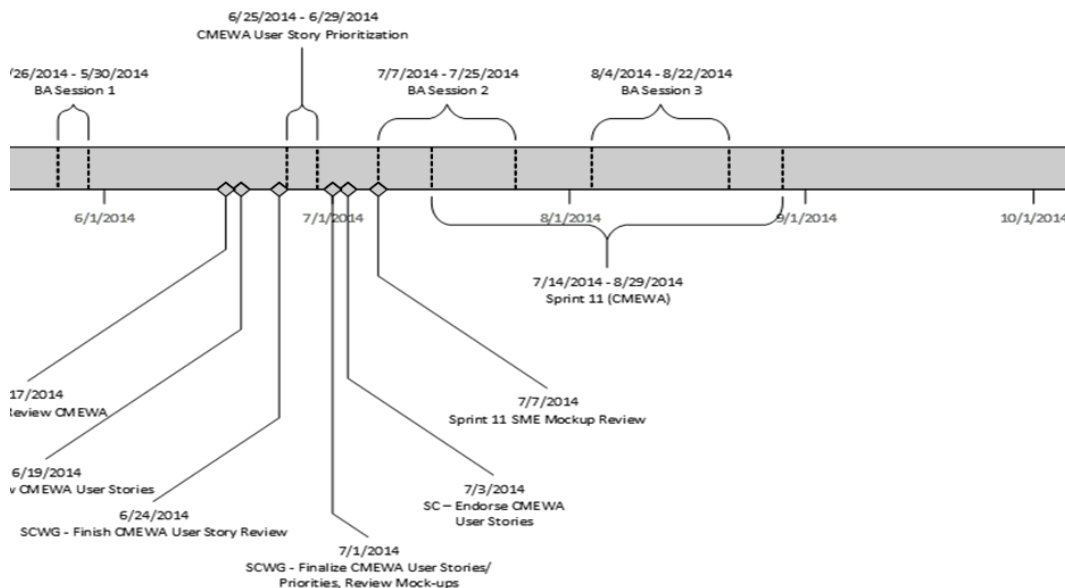 6/25/2014 - 6/29/2014
CMEWA User Story Prioritization
/26/2014 - 5/30/2014
BA Session 1
7/7/2014 - 7/25/2014
BA Session 2
8/4/2014 - 8/22/2014
BA Session 3
6/1/2014
7/1/2014
8/1/2014
9/1/2014
10/1/2014
7/14/2014 - 8/29/2014
Sprint 11 (CMEWA)
17/2014
Review CMEWA
7/7/2014
Sprint 11 SME Mockup Review
6/19/2014
CMEWA User Stories
7/3/2014
SC – Endorse CMEWA
User Stories
6/24/2014
SCWG - Finish CMEWA User Story Review
7/1/2014
SCWG - Finalize CMEWA User Stories/
Priorities, Review Mock-ups